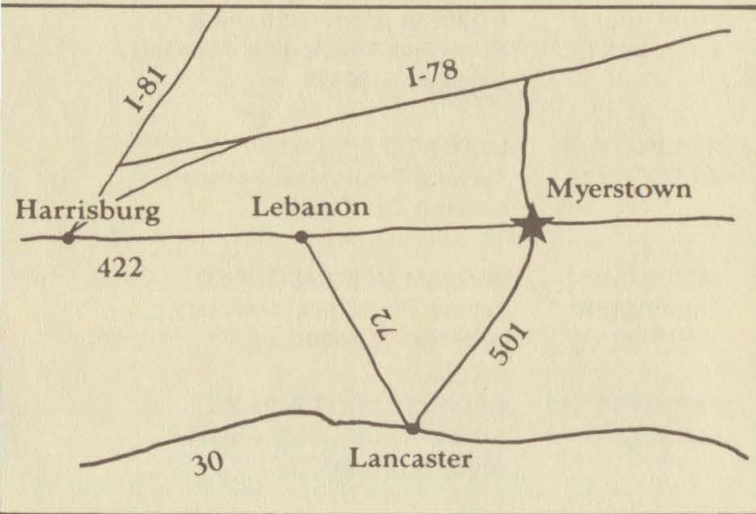 I-81
I-78
Harrisburg
Lebanon
Myerstown
422
72
501
30
Lancaster